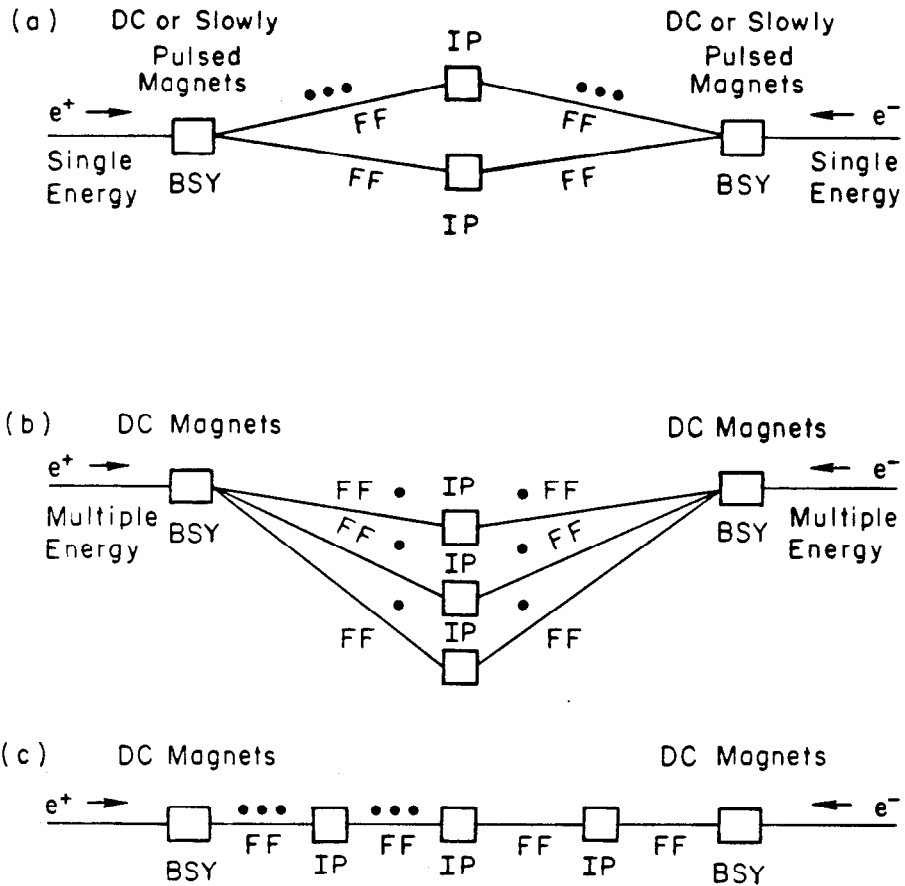 (a) DC or Slowly Pulsed Magnets
IP
DC or Slowly Pulsed Magnets
e+
FF
FF
e-
Single Energy
BSY
FF
FF
BSY
Single Energy
IP
(b) DC Magnets
DC Magnets
e+
FF
IP
FF
e-
Multiple Energy
BSY
FF
FF
BSY
Multiple Energy
IP
FF
IP
FF
(c) DC Magnets
DC Magnets
e+
e-
BSY
FF
IP
FF
IP
FF
IP
FF
BSY